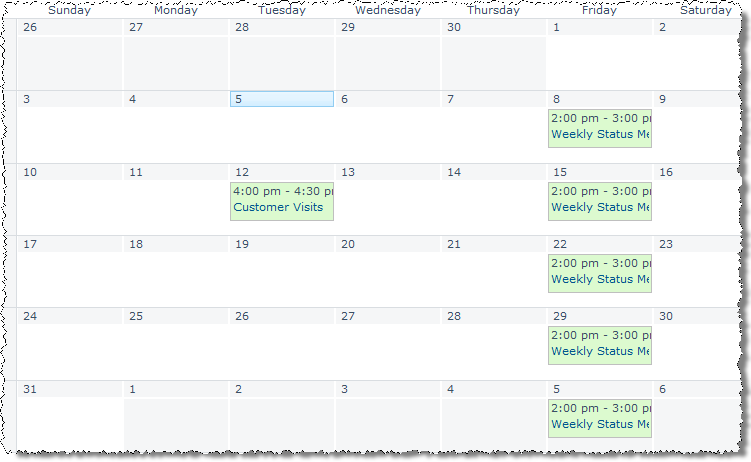 Sunday Monday Tuesday Wednesday Thursday Friday Saturday
26 27 28 29 30 1 2
3 4 5 6 7 8 9
2:00 pm - 3:00 p
Weekly Status Me
10 11 12 13 14 15 16
4:00 pm - 4:30 p 2:00 pm - 3:00 p
Customer Visits Weekly Status Me
17 18 19 20 21 22 23
2:00 pm - 3:00 p
Weekly Status Me
24 25 26 27 28 29 30
2:00 pm - 3:00 p
Weekly Status Me
31 1 2 3 4 5 6
2:00 pm - 3:00 p
Weekly Status Me